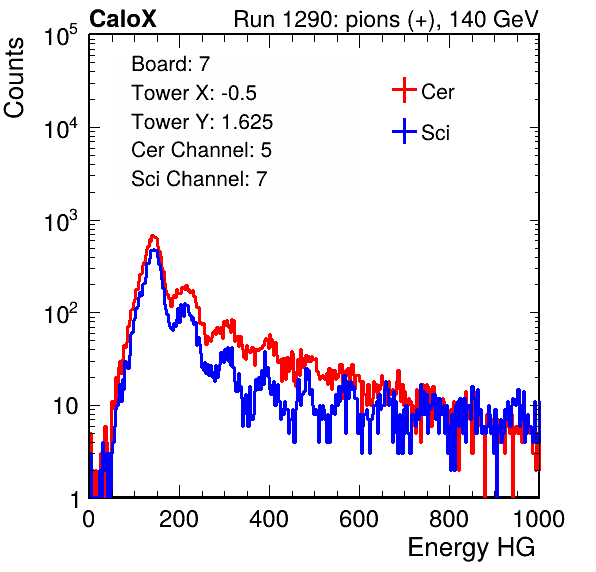 CaloX Run 1290: pions (+), 140 GeV
Counts
10^5
10^4
10^3
10^2
10
1
Board: 7
Tower X: -0.5
Tower Y: 1.625
Cer Channel: 5
Sci Channel: 7
Cer
Sci
0 200 400 600 800 1000
Energy HG